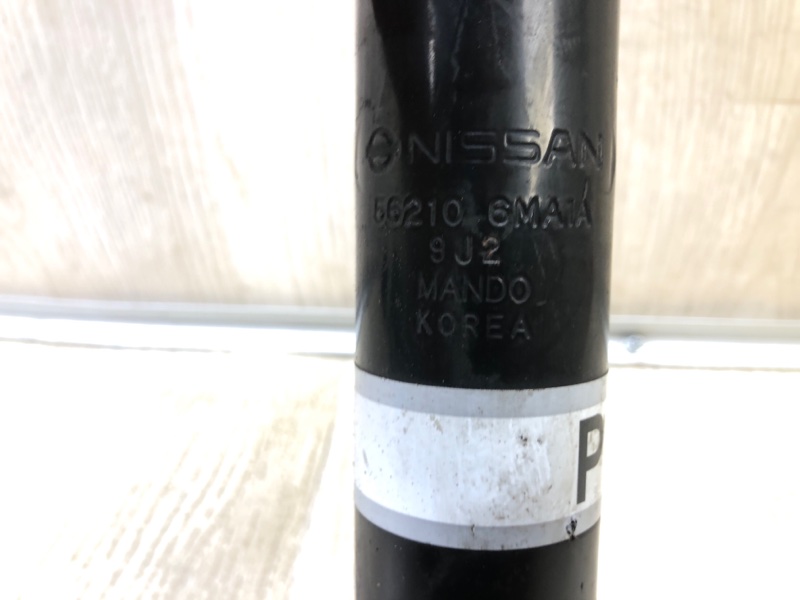 NISSAN
56210 6MA1A
9J2
MANDO
KOREA
P